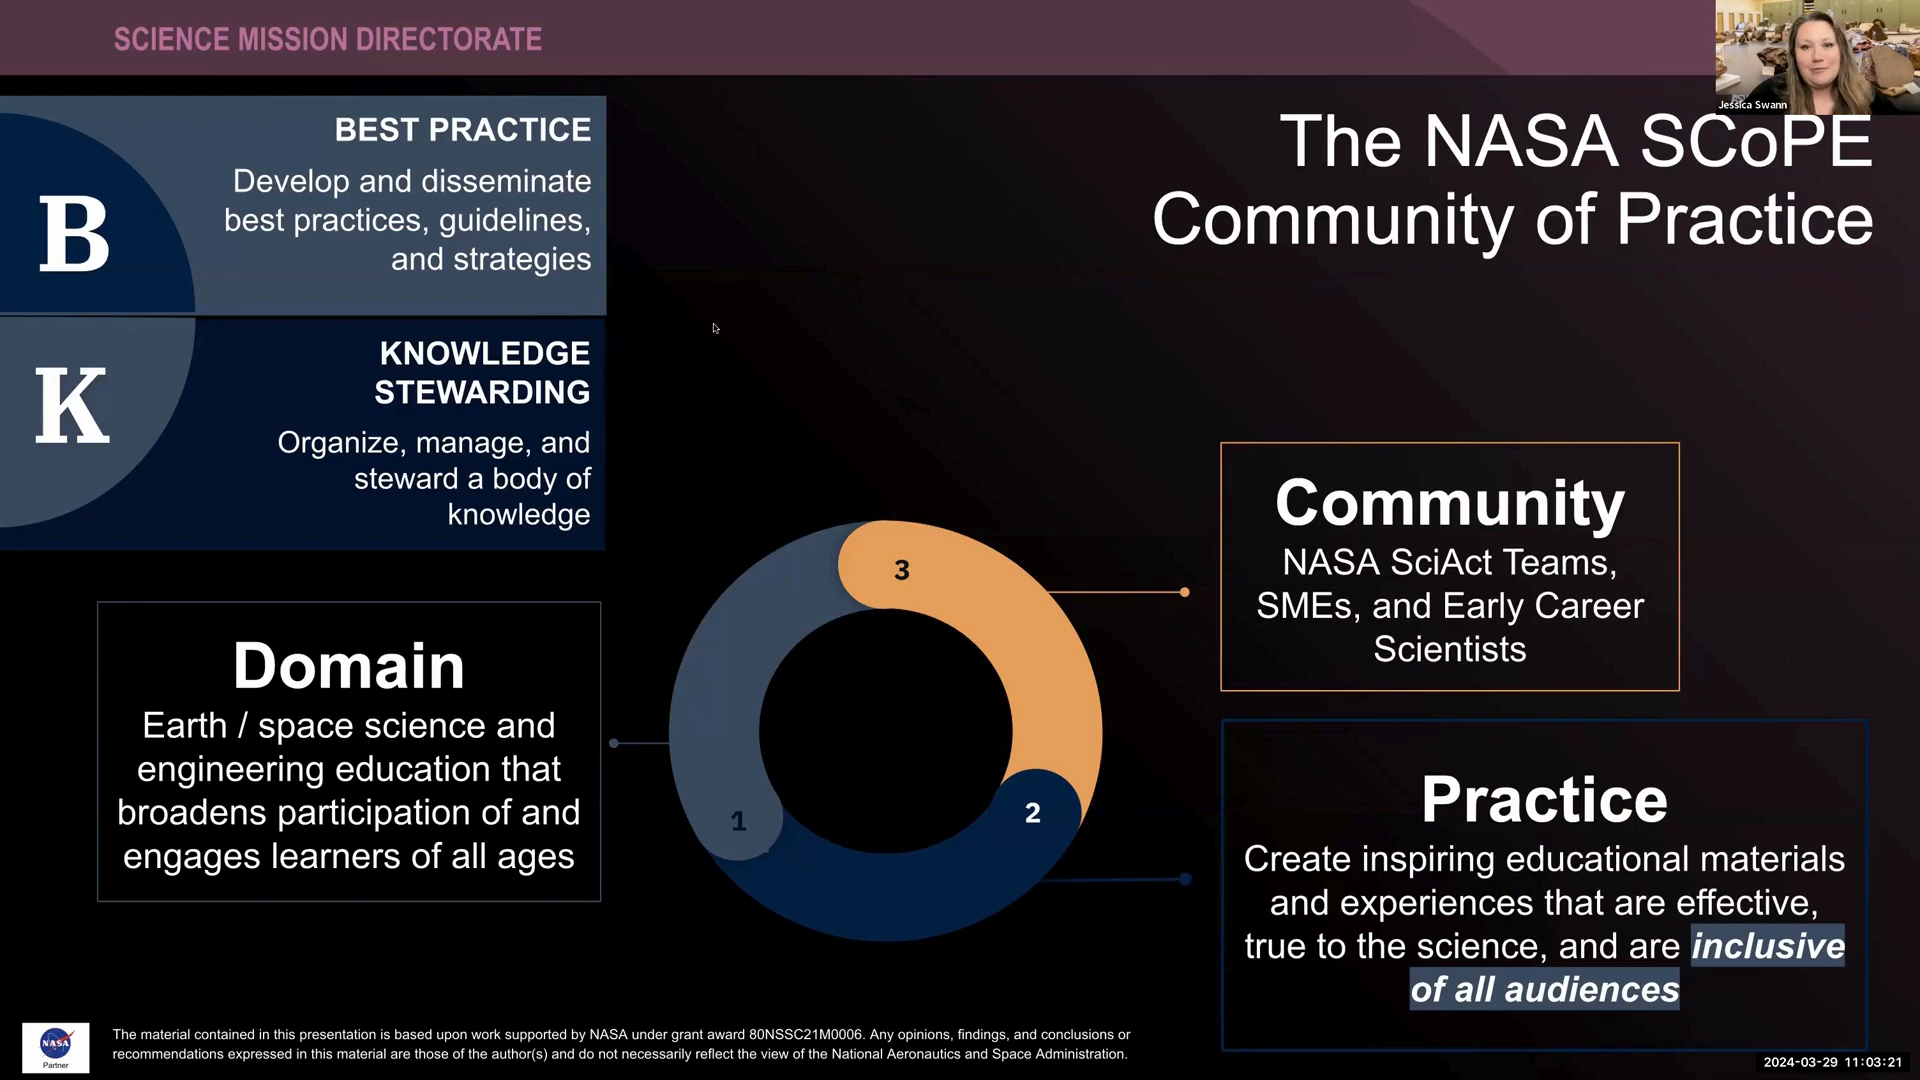 SCIENCE MISSION DIRECTORATE
Jessica Swann
The NASA SCoPE
Community of Practice
B
BEST PRACTICE
Develop and disseminate
best practices, guidelines,
and strategies
K
KNOWLEDGE
STEWARDING
Organize, manage, and
steward a body of
knowledge
Domain
Earth / space science and
engineering education that
broadens participation of and
engages learners of all ages
3
1
2
Community
NASA SciAct Teams,
SMEs, and Early Career
Scientists
Practice
Create inspiring educational materials
and experiences that are effective,
true to the science, and are inclusive
of all audiences
NASA
Partner
The material contained in this presentation is based upon work supported by NASA under grant award 80NSSC21M0006. Any opinions, findings, and conclusions or
recommendations expressed in this material are those of the author(s) and do not necessarily reflect the view of the National Aeronautics and Space Administration.
2024-03-29 11:03:21